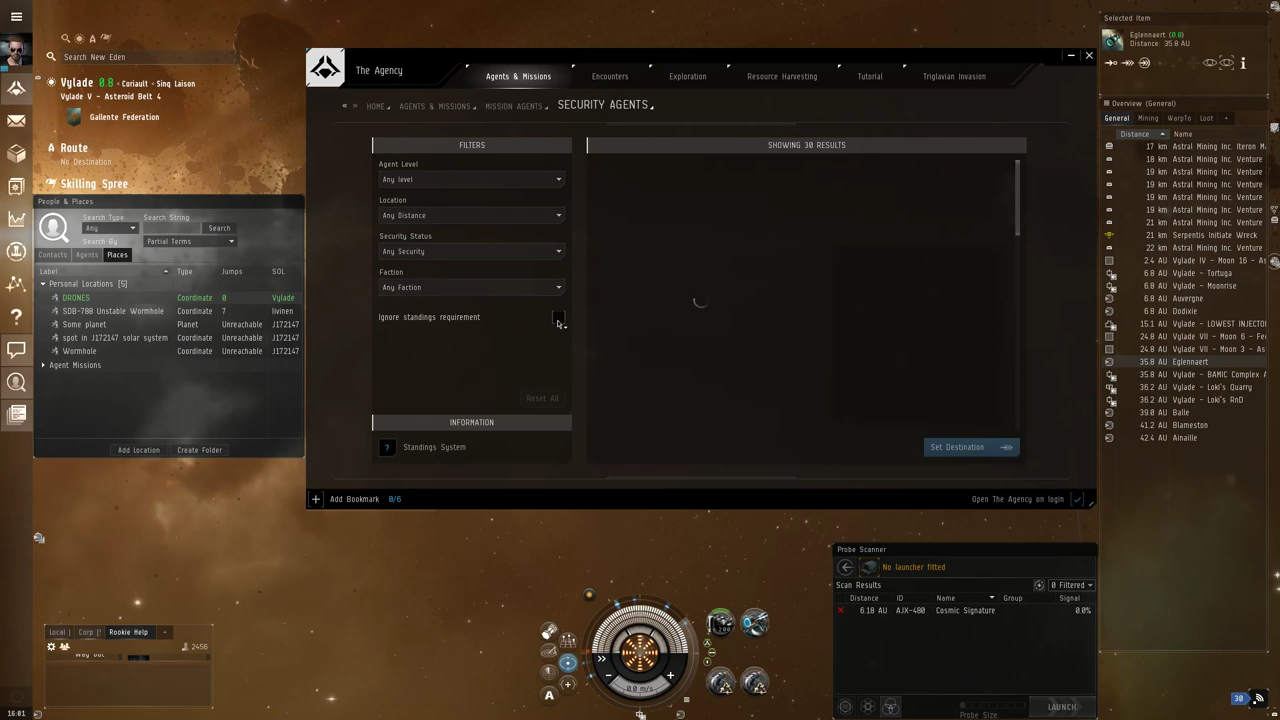 Search New Eden
Vylade 0.8 < Coriault < Sinq Laison
Vylade V - Asteroid Belt 4
Gallente Federation
Route
No Destination
Skilling Spree
People & Places
Search Type
Search String
Any
Search
Search By
Partial Terms
Contacts
Agents
Places
Label
Type
Jumps
SOL
Personal Locations [5]
DRONES
Coordinate
0
Vylade
SDB-788 Unstable Wormhole
Coordinate
7
livinen
Some planet
Planet
Unreachable
J172147
spot in J172147 solar system
Coordinate
Unreachable
J172147
Wormhole
Coordinate
Unreachable
J172147
Agent Missions
Add Location
Create Folder
The Agency
Agents & Missions
Encounters
Exploration
Resource Harvesting
Tutorial
Triglavian Invasion
HOME
AGENTS & MISSIONS
MISSION AGENTS
SECURITY AGENTS
FILTERS
Agent Level
Any level
Location
Any Distance
Security Status
Any Security
Faction
Any Faction
Ignore standings requirement
Reset All
INFORMATION
? Standings System
SHOWING 30 RESULTS
Set Destination
Add Bookmark 0/6
Open The Agency on login
Selected Item
Eglennaert (0.8)
Distance: 35.8 AU
Overview (General)
General
Mining
WarpTo
Loot
+
Distance
Name
17 km Astral Mining Inc. Iteron M
18 km Astral Mining Inc. Venture
19 km Astral Mining Inc. Venture
19 km Astral Mining Inc. Venture
19 km Astral Mining Inc. Venture
19 km Astral Mining Inc. Venture
21 km Astral Mining Inc. Venture
21 km Serpentis Initiate Wreck
22 km Astral Mining Inc. Venture
2.4 AU Vylade IV - Moon 16 - As
6.8 AU Vylade - Tortuga
6.8 AU Vylade - Moonrise
6.8 AU Auvergne
6.8 AU Dodixie
15.1 AU Vylade - LOWEST INJECTOR
24.8 AU Vylade VII - Moon 6 - Fe
24.8 AU Vylade VII - Moon 3 - As
35.8 AU Eglennaert
35.8 AU Vylade - BAMIC Complex A
36.2 AU Vylade - Loki's Quarry
36.2 AU Vylade - Loki's RnD
39.0 AU Balle
41.2 AU Blameston
42.4 AU Ainaille
Probe Scanner
No launcher fitted
Scan Results
0 Filtered
Distance
ID
Name
Group
Signal
6.18 AU
AJX-480
Cosmic Signature
0.0%
Probe Size
LAUNCH
Local
Corp [
Rookie Help
+
2456
Way out
0.0 m/s
A
16:01
30